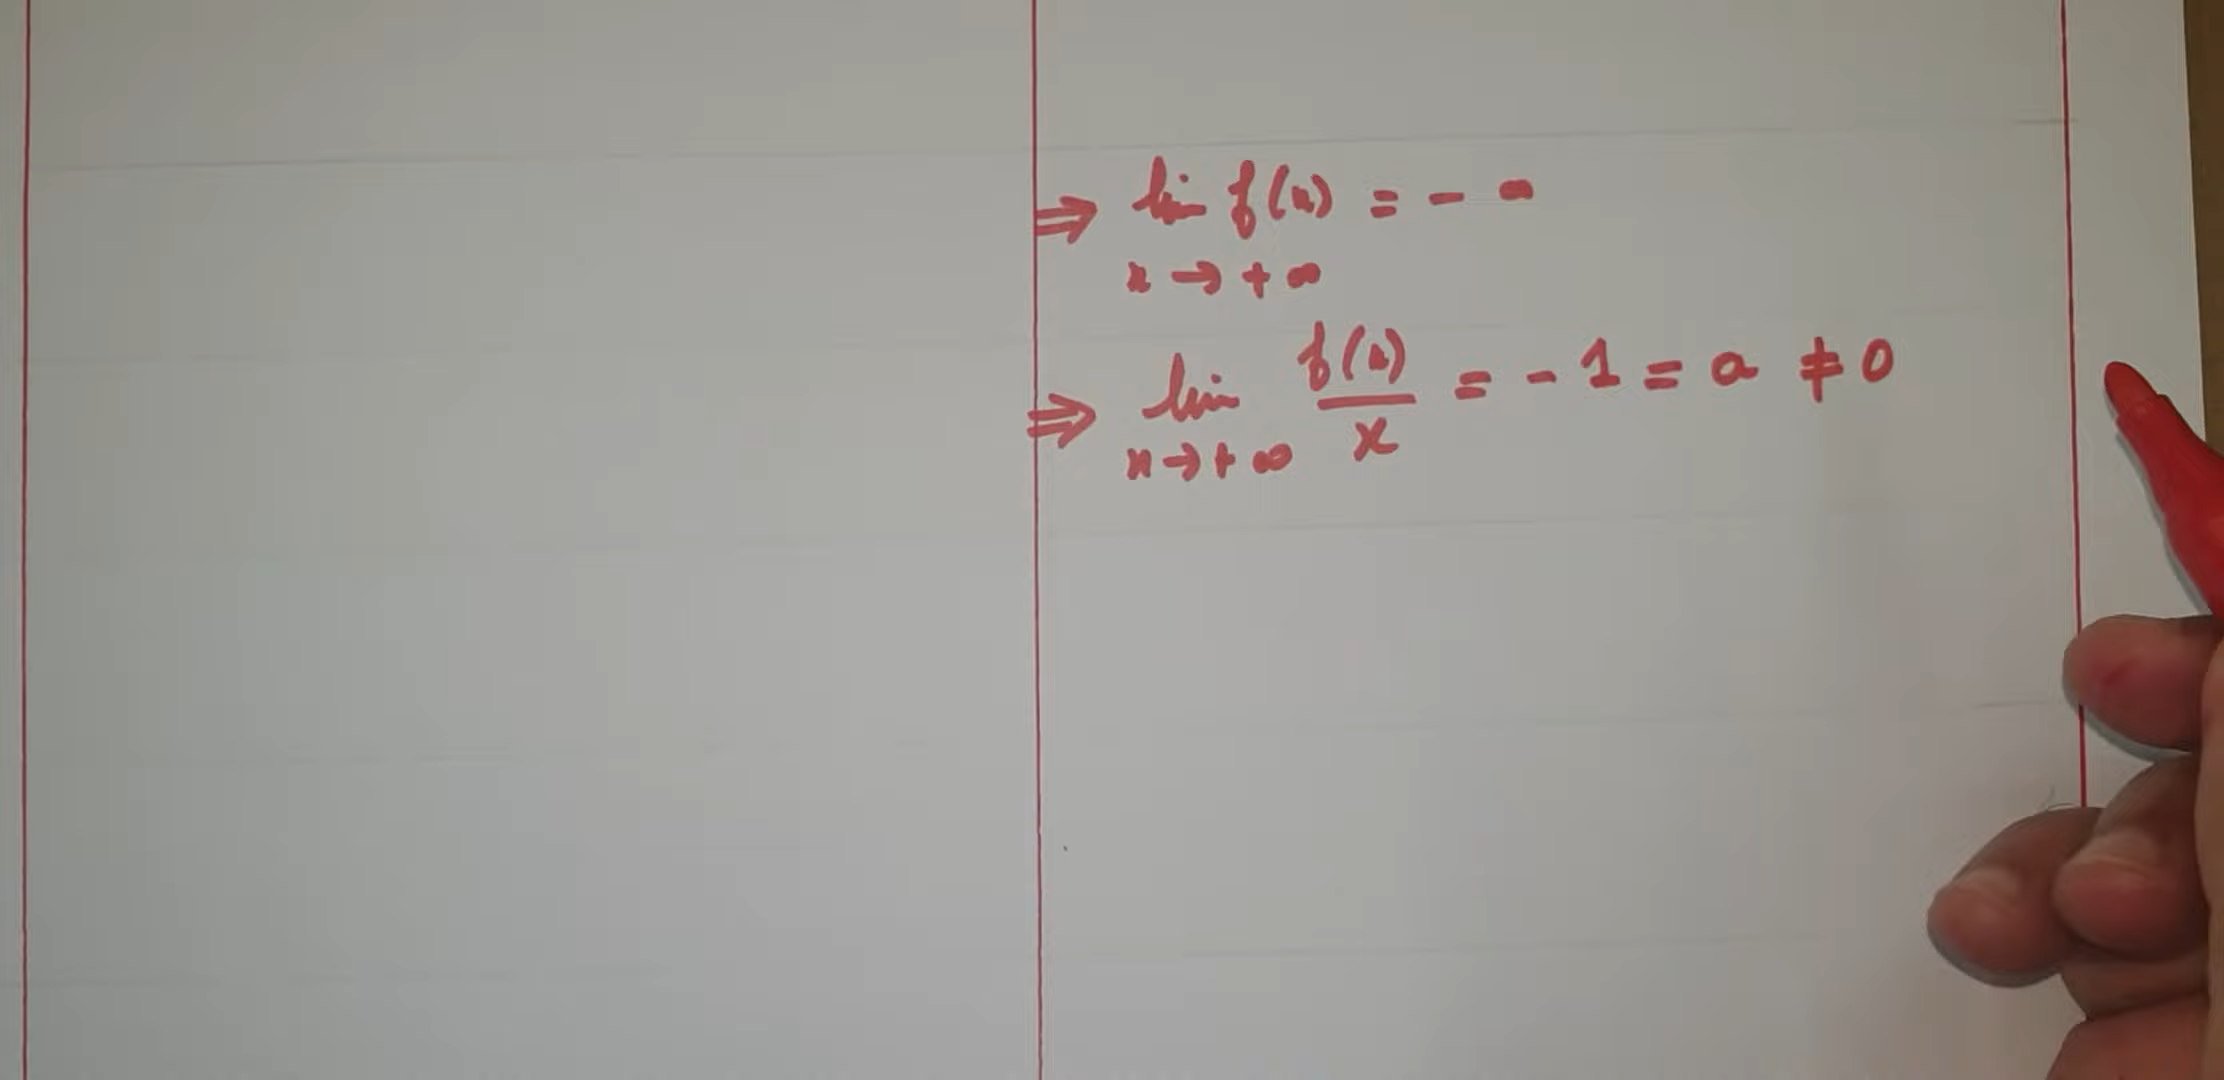 ⇒ lim f(x) = - ∞
x → + ∞
⇒ lim f(x)/x = - 1 = a ≠ 0
x → + ∞